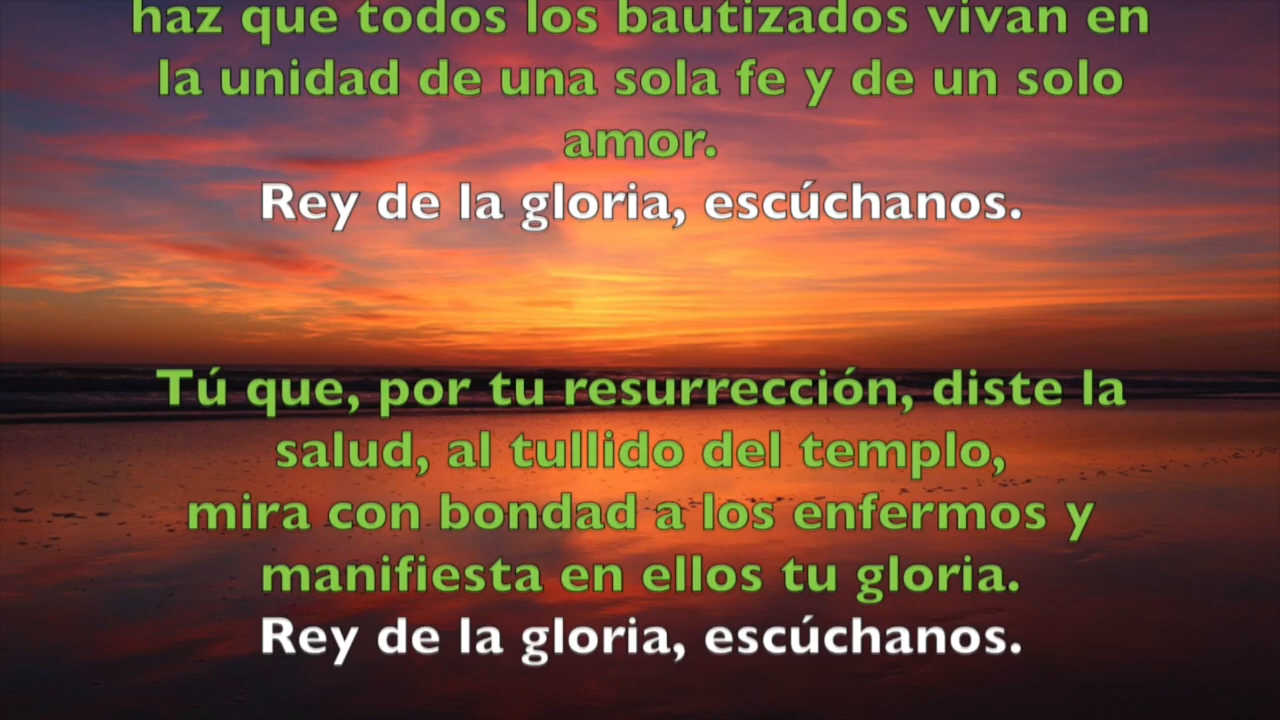 haz que todos los bautizados vivan en
la unidad de una sola fe y de un solo
amor.
Rey de la gloria, escúchanos.
Tú que, por tu resurrección, diste la
salud, al tullido del templo,
mira con bondad a los enfermos y
manifiesta en ellos tu gloria.
Rey de la gloria, escúchanos.